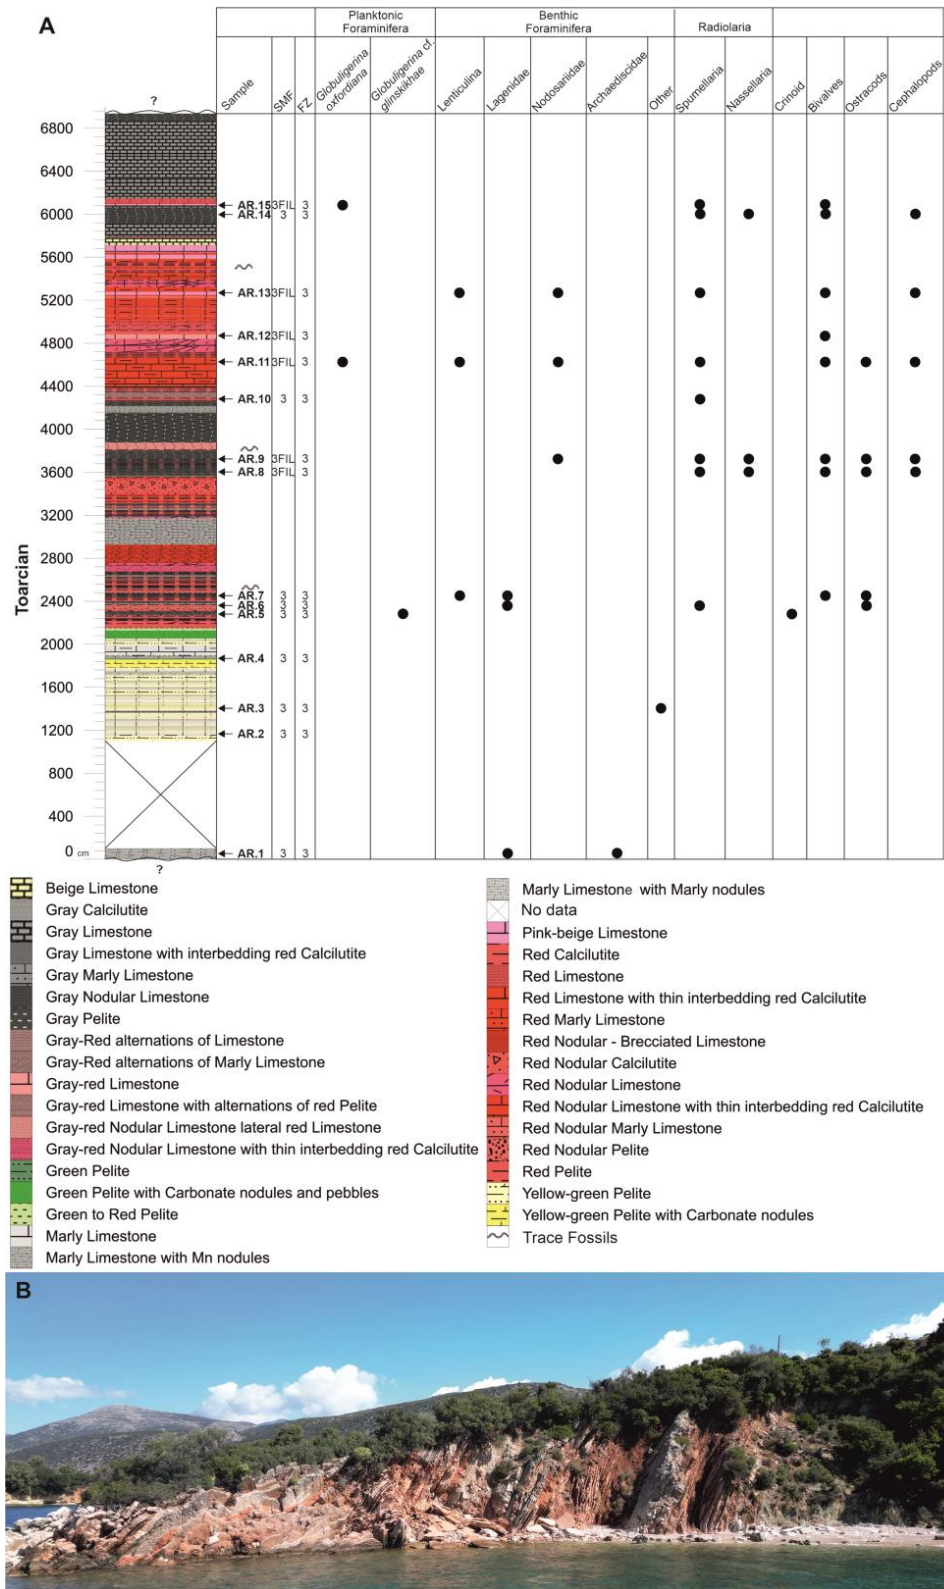 A
Planktonic
Foraminifera
Benthic
Foraminifera
Radiolaria
Sample
SMF
FZ
Globuligerina
oxfordiana
Globuligerina cf.
glinskikhae
Lenticulina
Lagenidae
Nodosariidae
Archaediscidae
Other
Spumellaria
Nassellaria
Crinoid
Bivalves
Ostracods
Cephalopods
?
6800
6400
AR.15 3FIL 3
6000
AR.14 3 3
5600
AR.13 3FIL 3
5200
AR.12 3FIL 3
4800
AR.11 3FIL 3
4400
AR.10 3 3
4000
AR.9 3FIL 3
3600
AR.8 3FIL 3
3200
2800
AR.7 3 3
2400
AR.6 3 3
AR.5 3 3
2000
AR.4 3 3
1600
AR.3 3 3
1200
AR.2 3 3
800
400
0 cm
AR.1 3 3
?
Toarcian
Beige Limestone
Gray Calcilutite
Gray Limestone
Gray Limestone with interbedding red Calcilutite
Gray Marly Limestone
Gray Nodular Limestone
Gray Pelite
Gray-Red alternations of Limestone
Gray-Red alternations of Marly Limestone
Gray-red Limestone
Gray-red Limestone with alternations of red Pelite
Gray-red Nodular Limestone lateral red Limestone
Gray-red Nodular Limestone with thin interbedding red Calcilutite
Green Pelite
Green Pelite with Carbonate nodules and pebbles
Green to Red Pelite
Marly Limestone
Marly Limestone with Mn nodules
Marly Limestone with Marly nodules
No data
Pink-beige Limestone
Red Calcilutite
Red Limestone
Red Limestone with thin interbedding red Calcilutite
Red Marly Limestone
Red Nodular - Brecciated Limestone
Red Nodular Calcilutite
Red Nodular Limestone
Red Nodular Limestone with thin interbedding red Calcilutite
Red Nodular Marly Limestone
Red Nodular Pelite
Red Pelite
Yellow-green Pelite
Yellow-green Pelite with Carbonate nodules
Trace Fossils
B